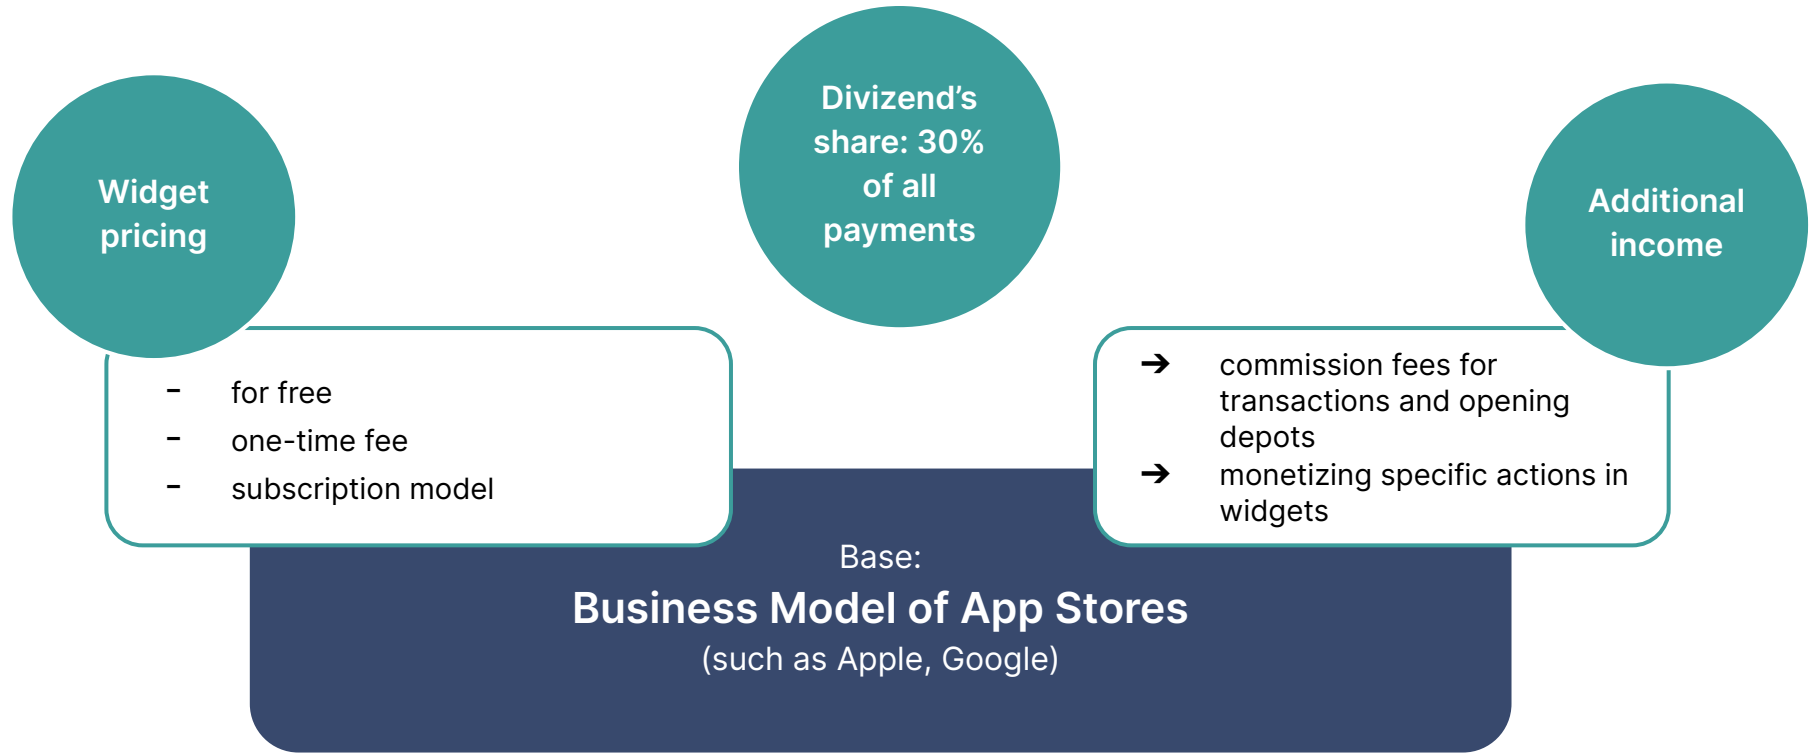 Widget
pricing
- for free
- one-time fee
- subscription model
Divizend’s
share: 30%
of all
payments
Additional
income
➔ commission fees for
transactions and opening
depots
➔ monetizing specific actions in
widgets
Base:
Business Model of App Stores
(such as Apple, Google)